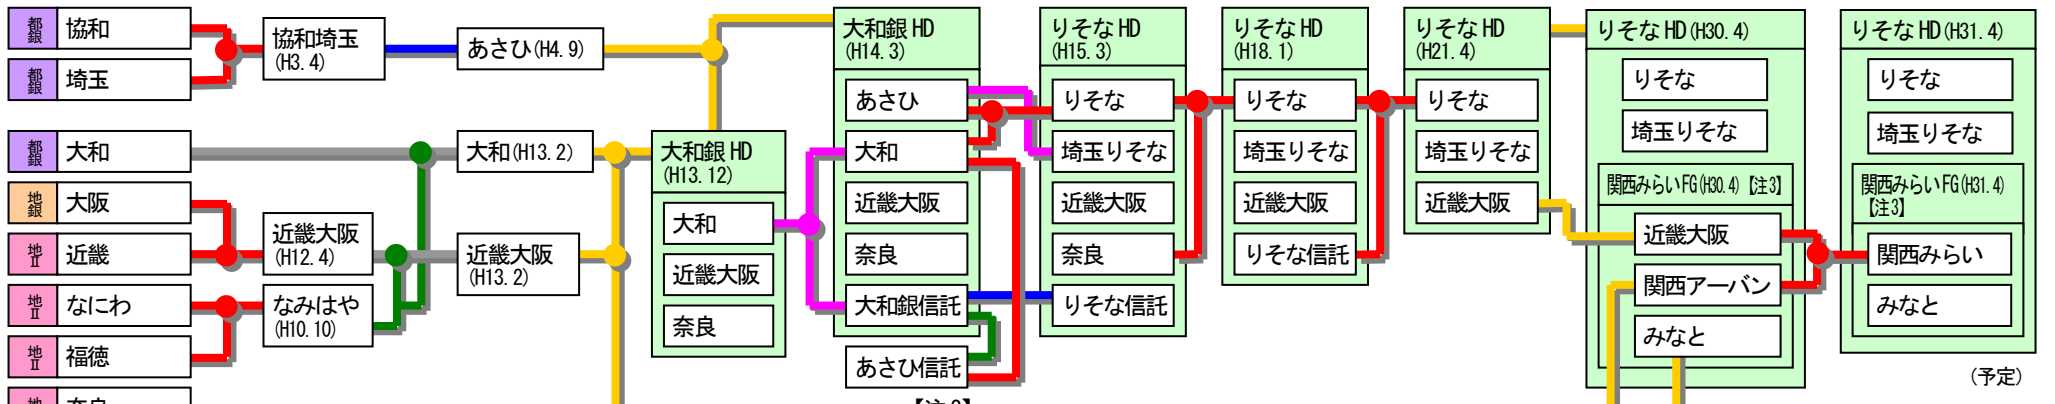 都銀 協和
都銀 埼玉
都銀 大和
地銀 大阪
地Ⅱ 近畿
地Ⅱ なにわ
地Ⅱ 福徳
協和埼玉
(H3.4)
近畿大阪
(H12.4)
なみはや
(H10.10)
あさひ(H4.9)
大和(H13.2)
近畿大阪
(H13.2)
大和銀HD
(H13.12)
大和
近畿大阪
奈良
大和銀HD
(H14.3)
あさひ
大和
近畿大阪
奈良
大和銀信託
あさひ信託
りそなHD
(H15.3)
りそな
埼玉りそな
近畿大阪
奈良
りそな信託
りそなHD
(H18.1)
りそな
埼玉りそな
近畿大阪
りそな信託
りそなHD
(H21.4)
りそな
埼玉りそな
近畿大阪
りそなHD(H30.4)
りそな
埼玉りそな
関西みらいFG(H30.4)【注3】
近畿大阪
関西アーバン
みなと
りそなHD(H31.4)
りそな
埼玉りそな
関西みらいFG(H31.4)
【注3】
関西みらい
みなと
(予定)